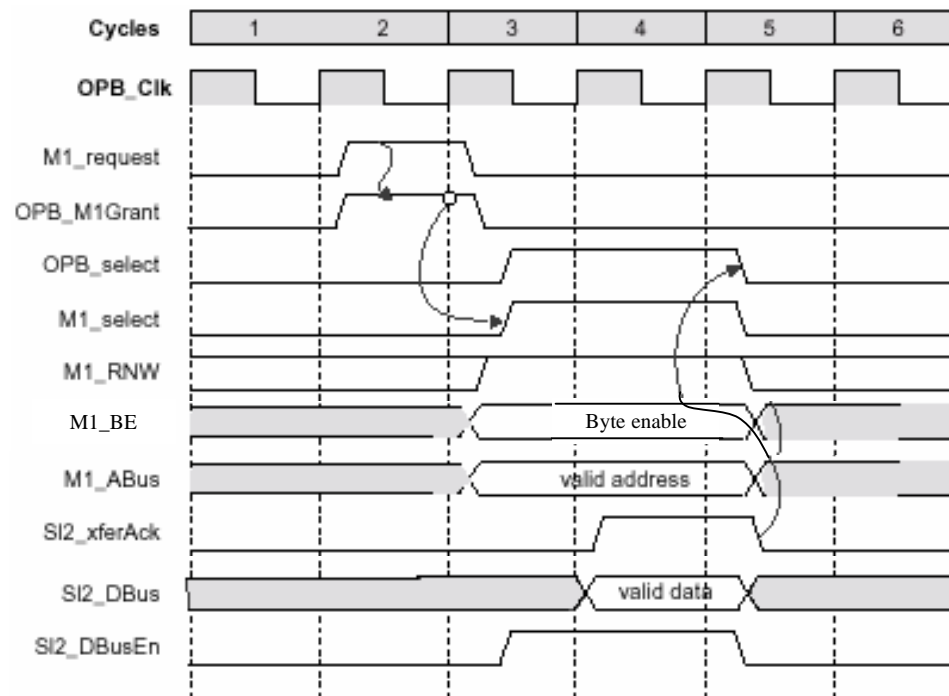 Cycles 1 2 3 4 5 6
OPB_Clk
M1_request
OPB_M1Grant
OPB_select
M1_select
M1_RNW
M1_BE Byte enable
M1_ABus valid address
Sl2_xferAck
Sl2_DBus valid data
Sl2_DBusEn